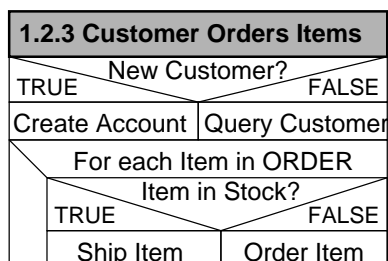 1.2.3 Customer Orders Items
New Customer?
TRUE FALSE
Create Account Query Customer
For each Item in ORDER
Item in Stock?
TRUE FALSE
Ship Item Order Item